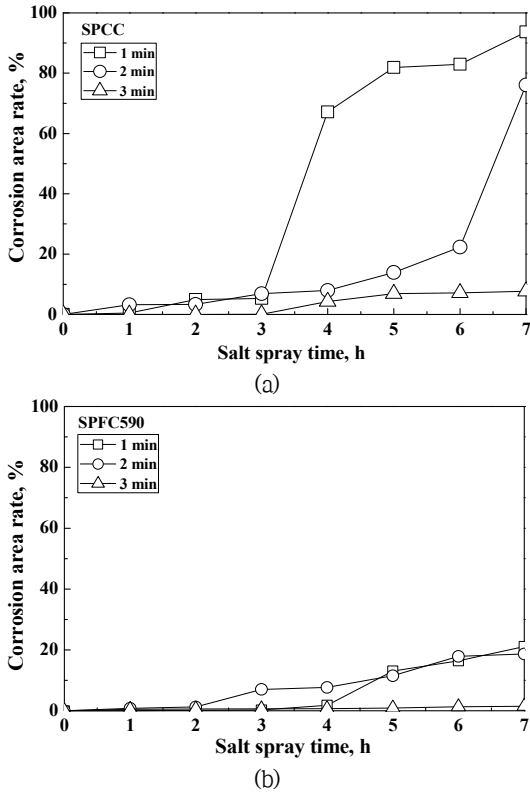 100
80
60
40
20
0
Corrosion area rate, %
SPCC
1 min
2 min
3 min
0 1 2 3 4 5 6 7
Salt spray time, h
(a)
100
80
60
40
20
0
Corrosion area rate, %
SPFC590
1 min
2 min
3 min
0 1 2 3 4 5 6 7
Salt spray time, h
(b)